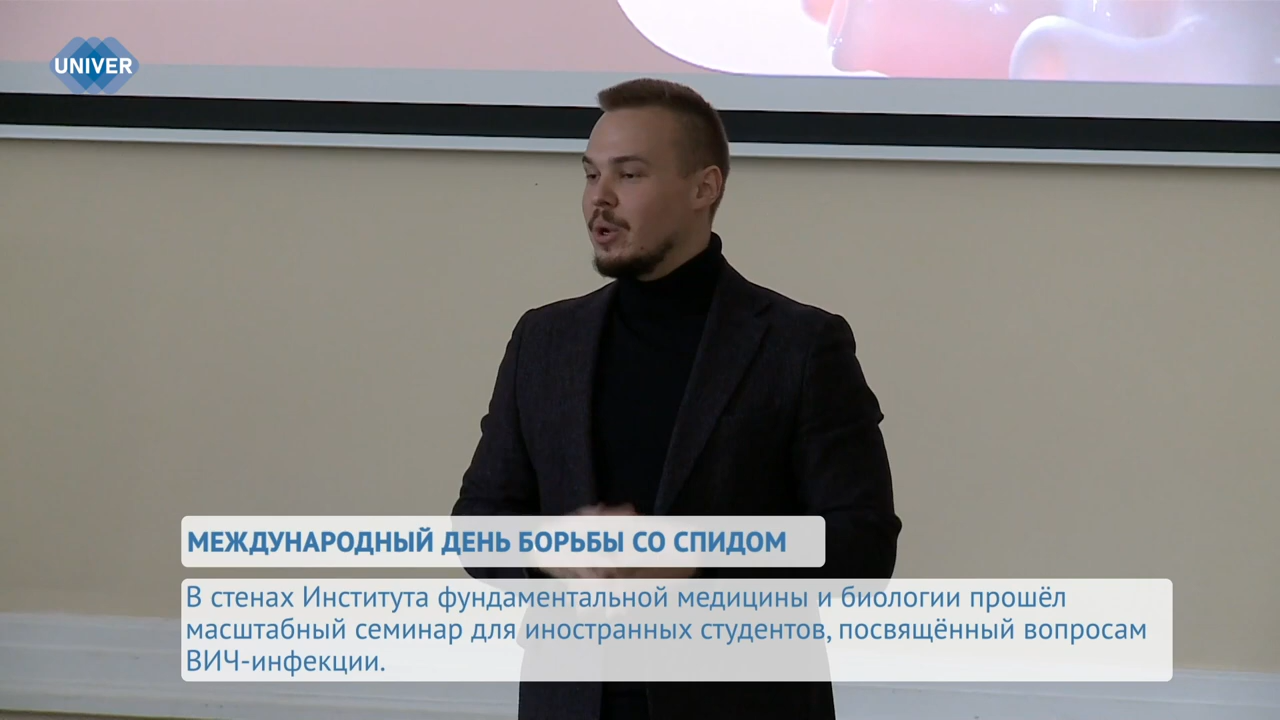 UNIVER
МЕЖДУНАРОДНЫЙ ДЕНЬ БОРЬБЫ СО СПИДОМ
В стенах Института фундаментальной медицины и биологии прошёл
масштабный семинар для иностранных студентов, посвящённый вопросам
ВИЧ-инфекции.